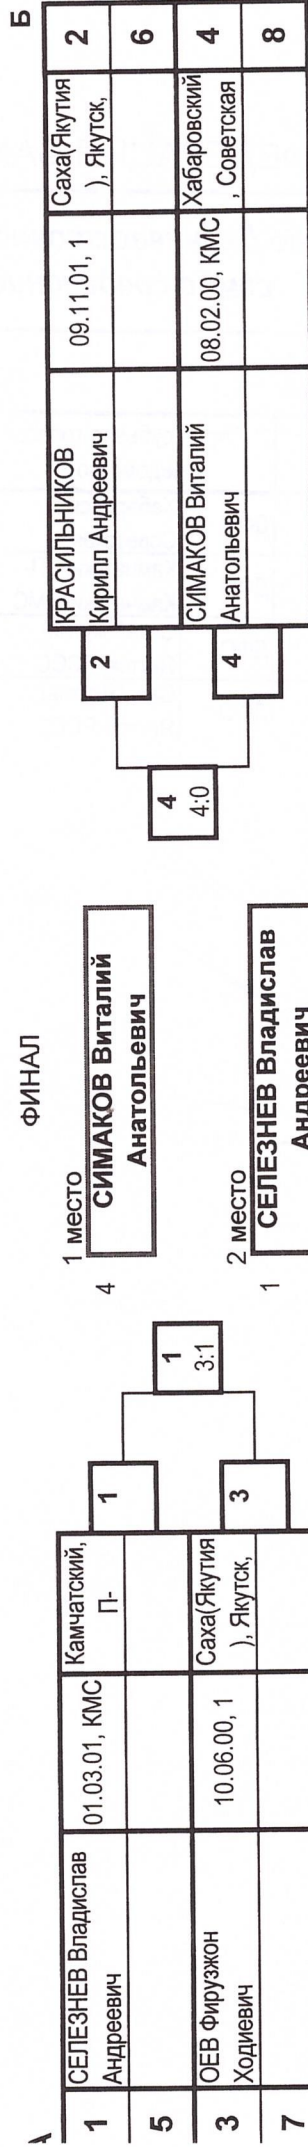 Б
1
СЕЛЕЗНЕВ Владислав
Андреевич
01.03.01, КМС
Камчатский,
П-
5
3
ОЕВ Фирузжон
Ходиевич
10.06.00, 1
Саха(Якутия
), Якутск,
7
1
3
1
3:1
ФИНАЛ
1 место
4
СИМАКОВ Виталий
Анатольевич
2 место
1
СЕЛЕЗНЕВ Владислав
Андреевич
4
4:0
2
4
КРАСИЛЬНИКОВ
Кирилл Андреевич
09.11.01, 1
Саха(Якутия
), Якутск,
2
6
СИМАКОВ Виталий
Анатольевич
08.02.00, КМС
Хабаровский
, Советская
4
8